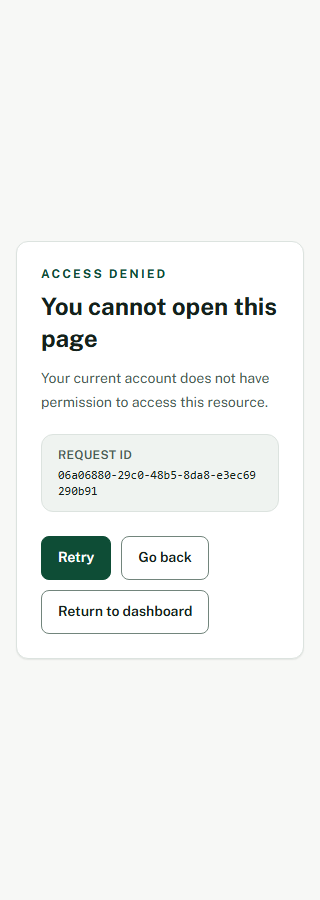 ACCESS DENIED
You cannot open this
page
Your current account does not have
permission to access this resource.
REQUEST ID
06a06880-29c0-48b5-8da8-e3ec69
290b91
Retry
Go back
Return to dashboard